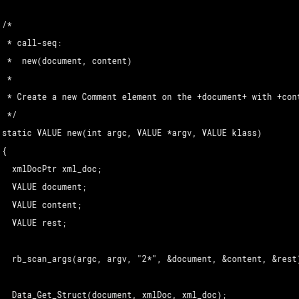 /*
 * call-seq:
 *  new(document, content)
 *
 * Create a new Comment element on the +document+ with +cont
 */
static VALUE new(int argc, VALUE *argv, VALUE klass)
{
  xmlDocPtr xml_doc;
  VALUE document;
  VALUE content;
  VALUE rest;

  rb_scan_args(argc, argv, "2*", &document, &content, &rest)

  Data_Get_Struct(document, xmlDoc, xml_doc);